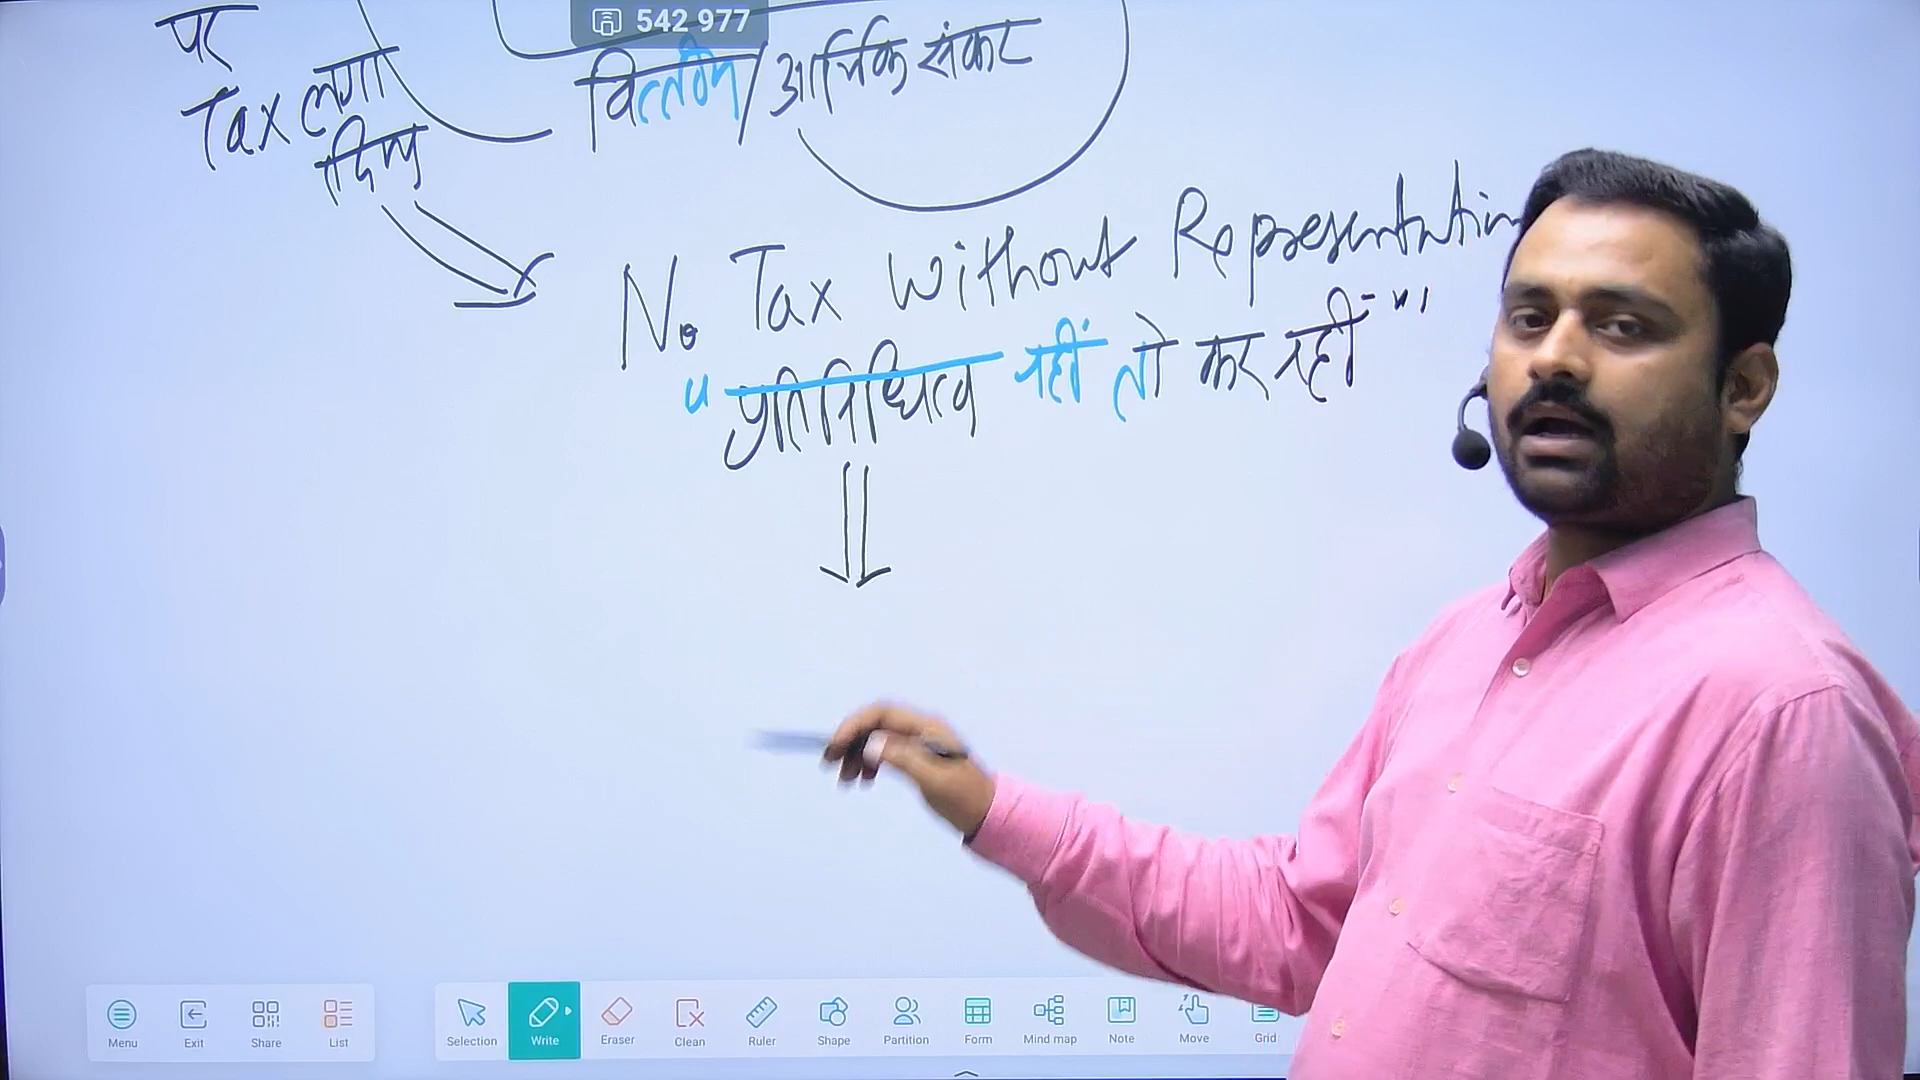 542 977
पर
Tax लगा
दिया
वित्तीय / आर्थिक संकट
No Tax Without Representation
"प्रतिनिधित्व नहीं तो कर नहीं"
Menu Exit Share List Selection Write Eraser Clean Ruler Shape Partition Form Mind map Note Move Grid